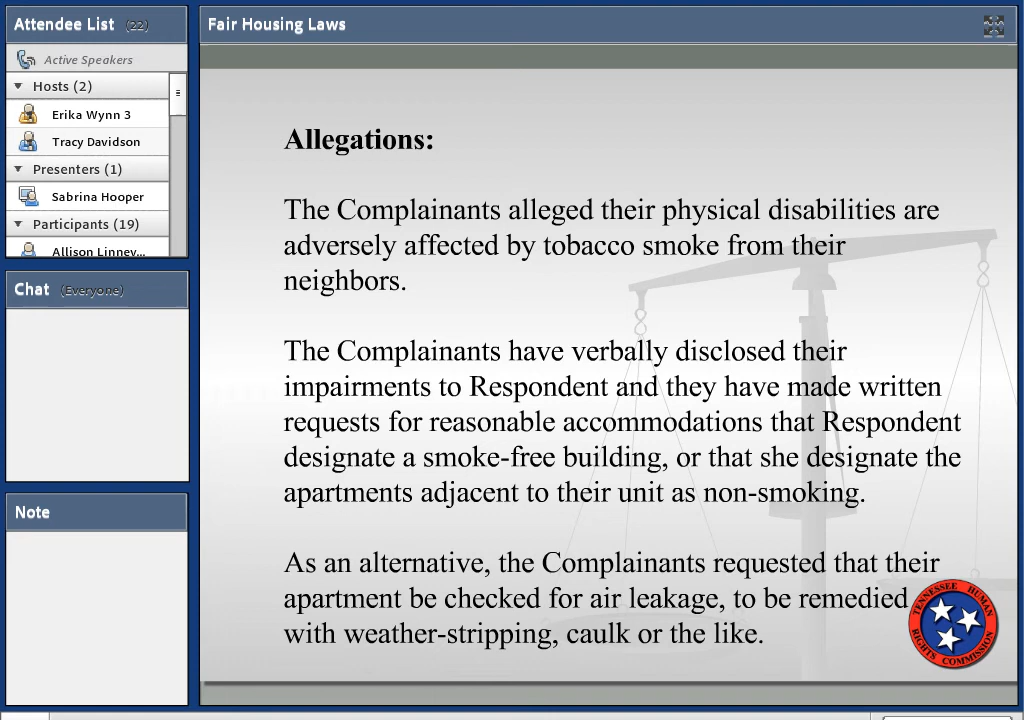 Attendee List (22)
Active Speakers
Hosts (2)
Erika Wynn 3
Tracy Davidson
Presenters (1)
Sabrina Hooper
Participants (19)
Allison Linney...
Chat (Everyone)
Note
Fair Housing Laws
Allegations:
The Complainants alleged their physical disabilities are
adversely affected by tobacco smoke from their
neighbors.
The Complainants have verbally disclosed their
impairments to Respondent and they have made written
requests for reasonable accommodations that Respondent
designate a smoke-free building, or that she designate the
apartments adjacent to their unit as non-smoking.
As an alternative, the Complainants requested that their
apartment be checked for air leakage, to be remedied
with weather-stripping, caulk or the like.
TENNESSEE HUMAN
RIGHTS COMMISSION